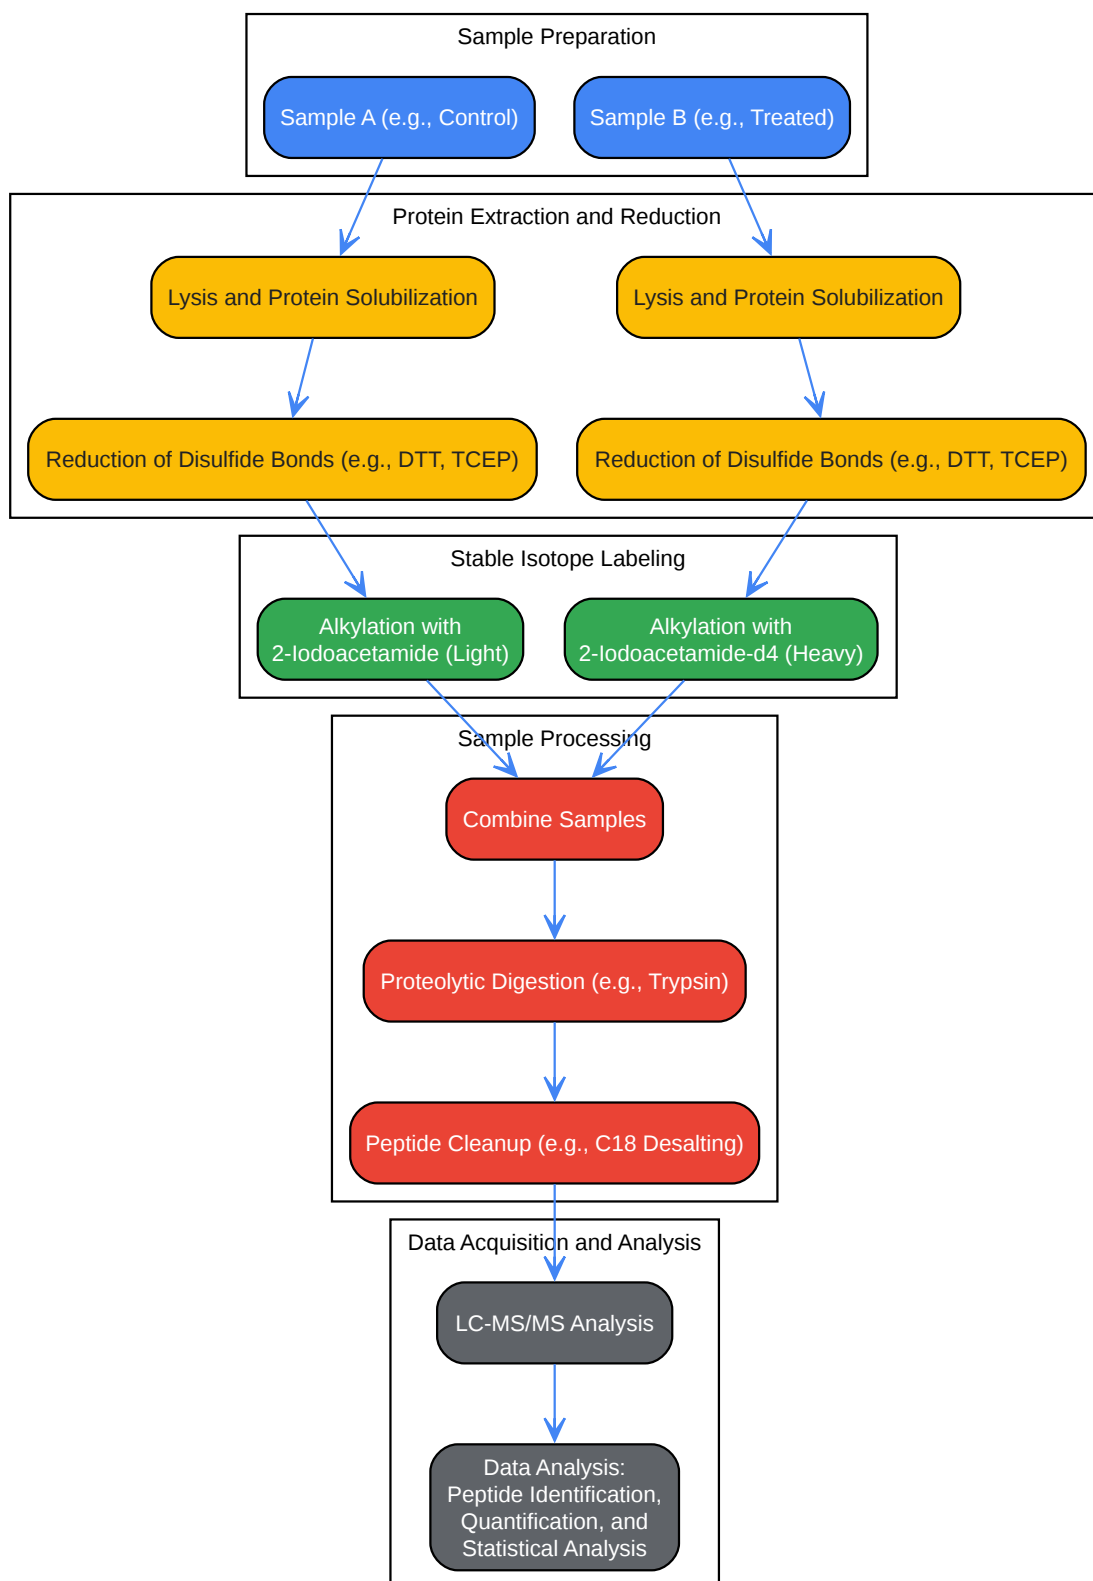 Sample Preparation
Sample A (e.g., Control)
Sample B (e.g., Treated)
Protein Extraction and Reduction
Lysis and Protein Solubilization
Lysis and Protein Solubilization
Reduction of Disulfide Bonds (e.g., DTT, TCEP)
Reduction of Disulfide Bonds (e.g., DTT, TCEP)
Stable Isotope Labeling
Alkylation with
2-Iodoacetamide (Light)
Alkylation with
2-Iodoacetamide-d4 (Heavy)
Sample Processing
Combine Samples
Proteolytic Digestion (e.g., Trypsin)
Peptide Cleanup (e.g., C18 Desalting)
Data Acquisition and Analysis
LC-MS/MS Analysis
Data Analysis:
Peptide Identification,
Quantification, and
Statistical Analysis